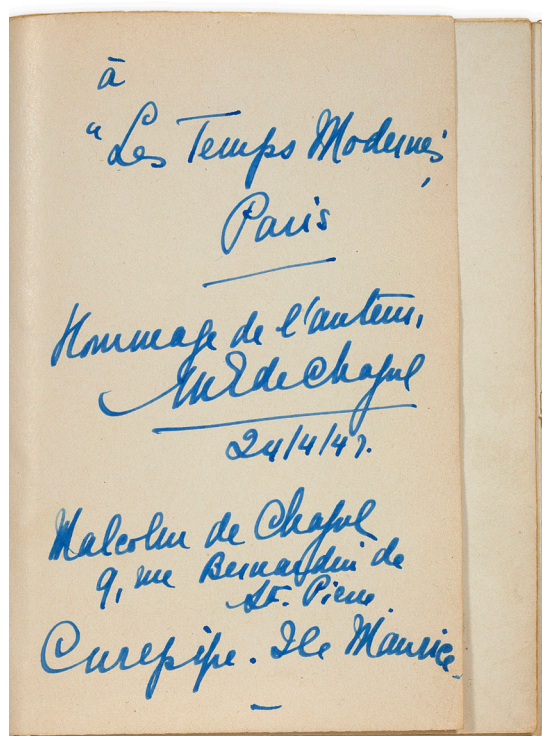 à
"Les Temps Modernes"
Paris
Hommage de l'auteur,
M de Chazal
24/4/47.
Malcolm de Chazal
9, rue Bernardin de
St. Pierre
Curepipe. Ile Maurice.